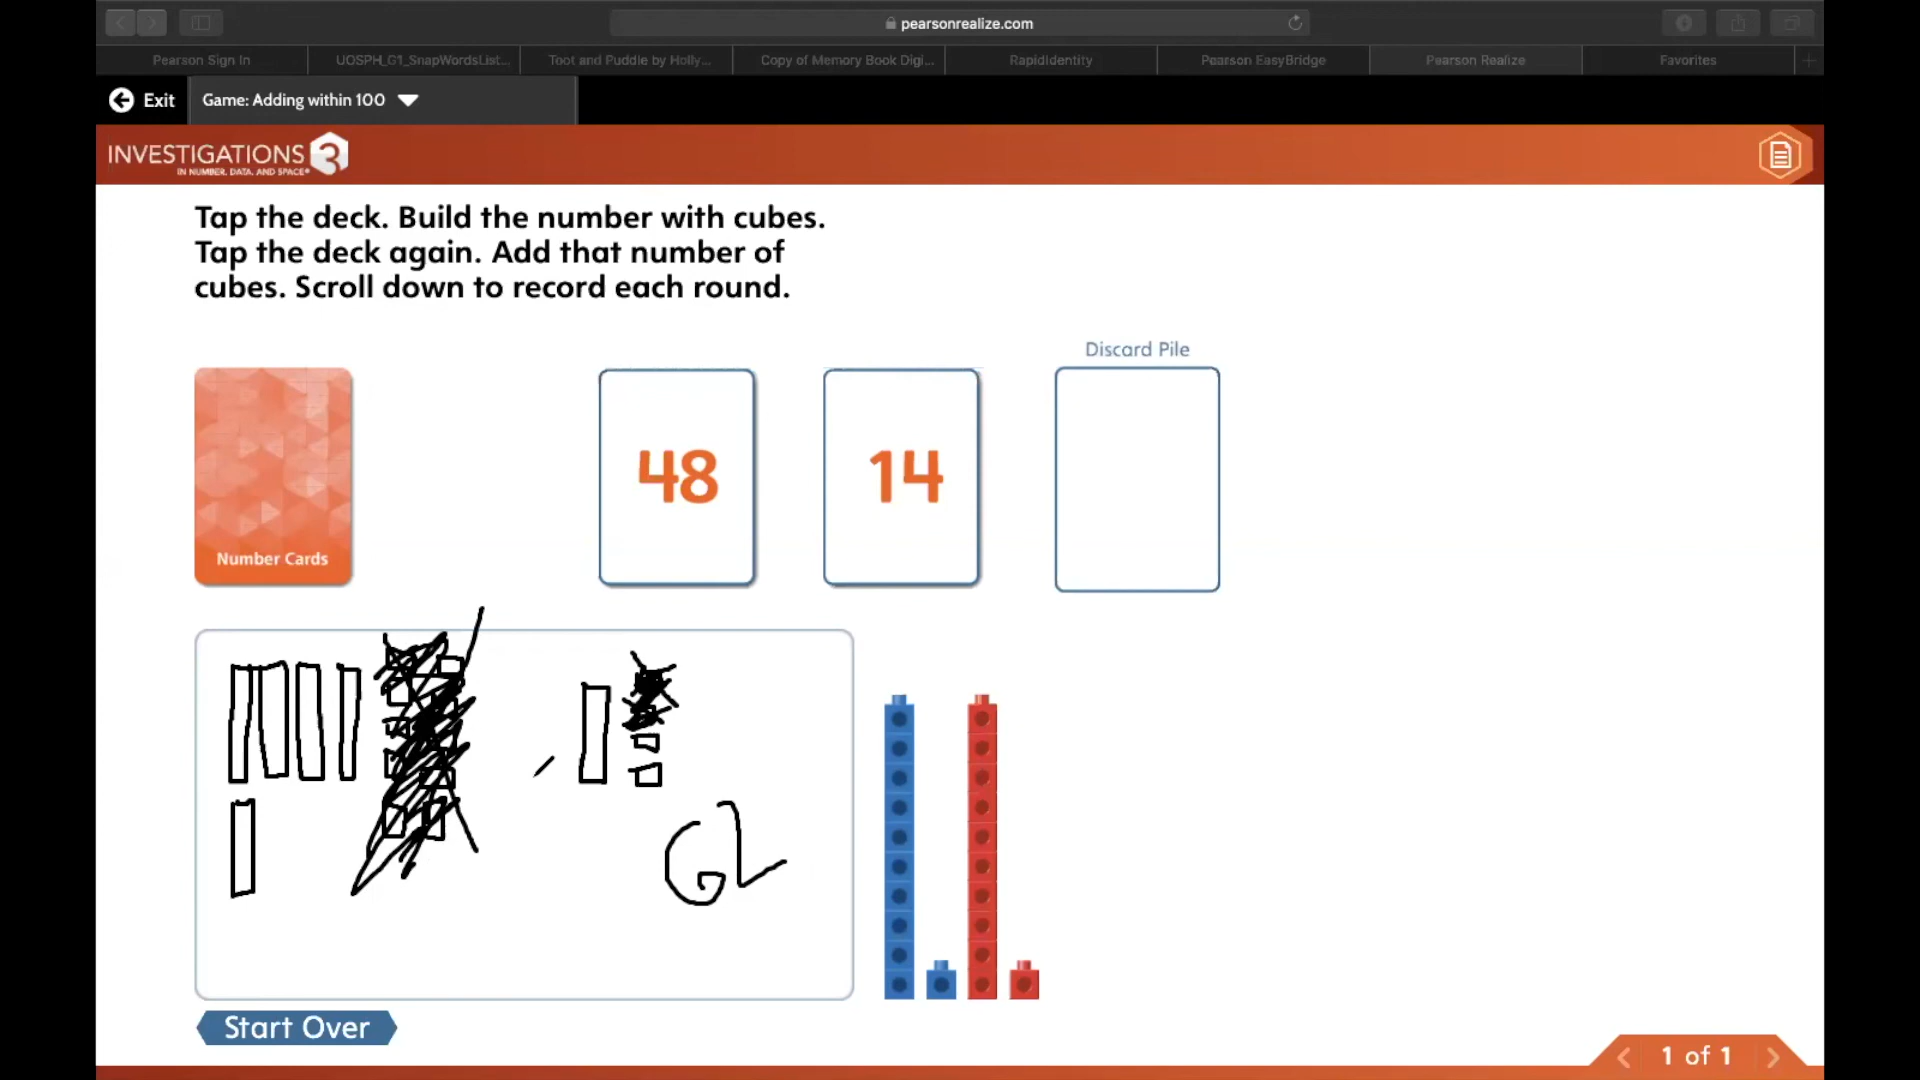 pearsonrealize.com
Pearson Sign In
UOSPH_G1_SnapWordsList...
Toot and Puddle by Holly...
Copy of Memory Book Digi...
RapidIdentity
Pearson EasyBridge
Pearson Realize
Favorites
Exit
Game: Adding within 100
INVESTIGATIONS 3
IN NUMBER, DATA, AND SPACE®
Tap the deck. Build the number with cubes.
Tap the deck again. Add that number of
cubes. Scroll down to record each round.
Discard Pile
48
14
Number Cards
62
Start Over
1 of 1